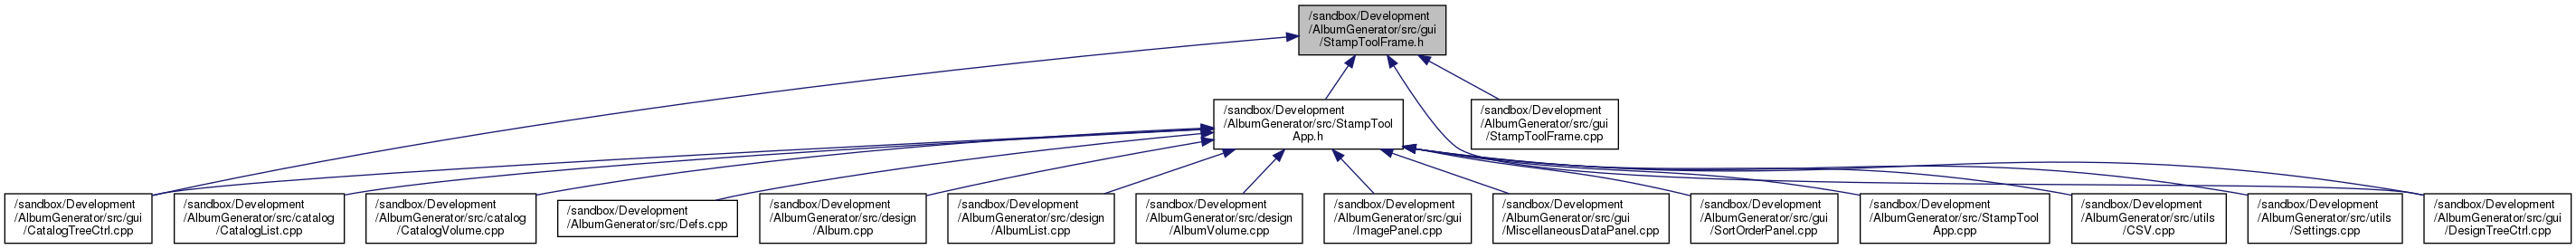 /sandbox/Development
/AlbumGenerator/src/gui
/StampToolFrame.h
/sandbox/Development
/AlbumGenerator/src/StampTool
App.h
/sandbox/Development
/AlbumGenerator/src/gui
/StampToolFrame.cpp
/sandbox/Development
/AlbumGenerator/src/gui
/CatalogTreeCtrl.cpp
/sandbox/Development
/AlbumGenerator/src/catalog
/CatalogList.cpp
/sandbox/Development
/AlbumGenerator/src/catalog
/CatalogVolume.cpp
/sandbox/Development
/AlbumGenerator/src/Defs.cpp
/sandbox/Development
/AlbumGenerator/src/design
/Album.cpp
/sandbox/Development
/AlbumGenerator/src/design
/AlbumList.cpp
/sandbox/Development
/AlbumGenerator/src/design
/AlbumVolume.cpp
/sandbox/Development
/AlbumGenerator/src/gui
/ImagePanel.cpp
/sandbox/Development
/AlbumGenerator/src/gui
/MiscellaneousDataPanel.cpp
/sandbox/Development
/AlbumGenerator/src/gui
/SortOrderPanel.cpp
/sandbox/Development
/AlbumGenerator/src/StampTool
App.cpp
/sandbox/Development
/AlbumGenerator/src/utils
/CSV.cpp
/sandbox/Development
/AlbumGenerator/src/utils
/Settings.cpp
/sandbox/Development
/AlbumGenerator/src/gui
/DesignTreeCtrl.cpp